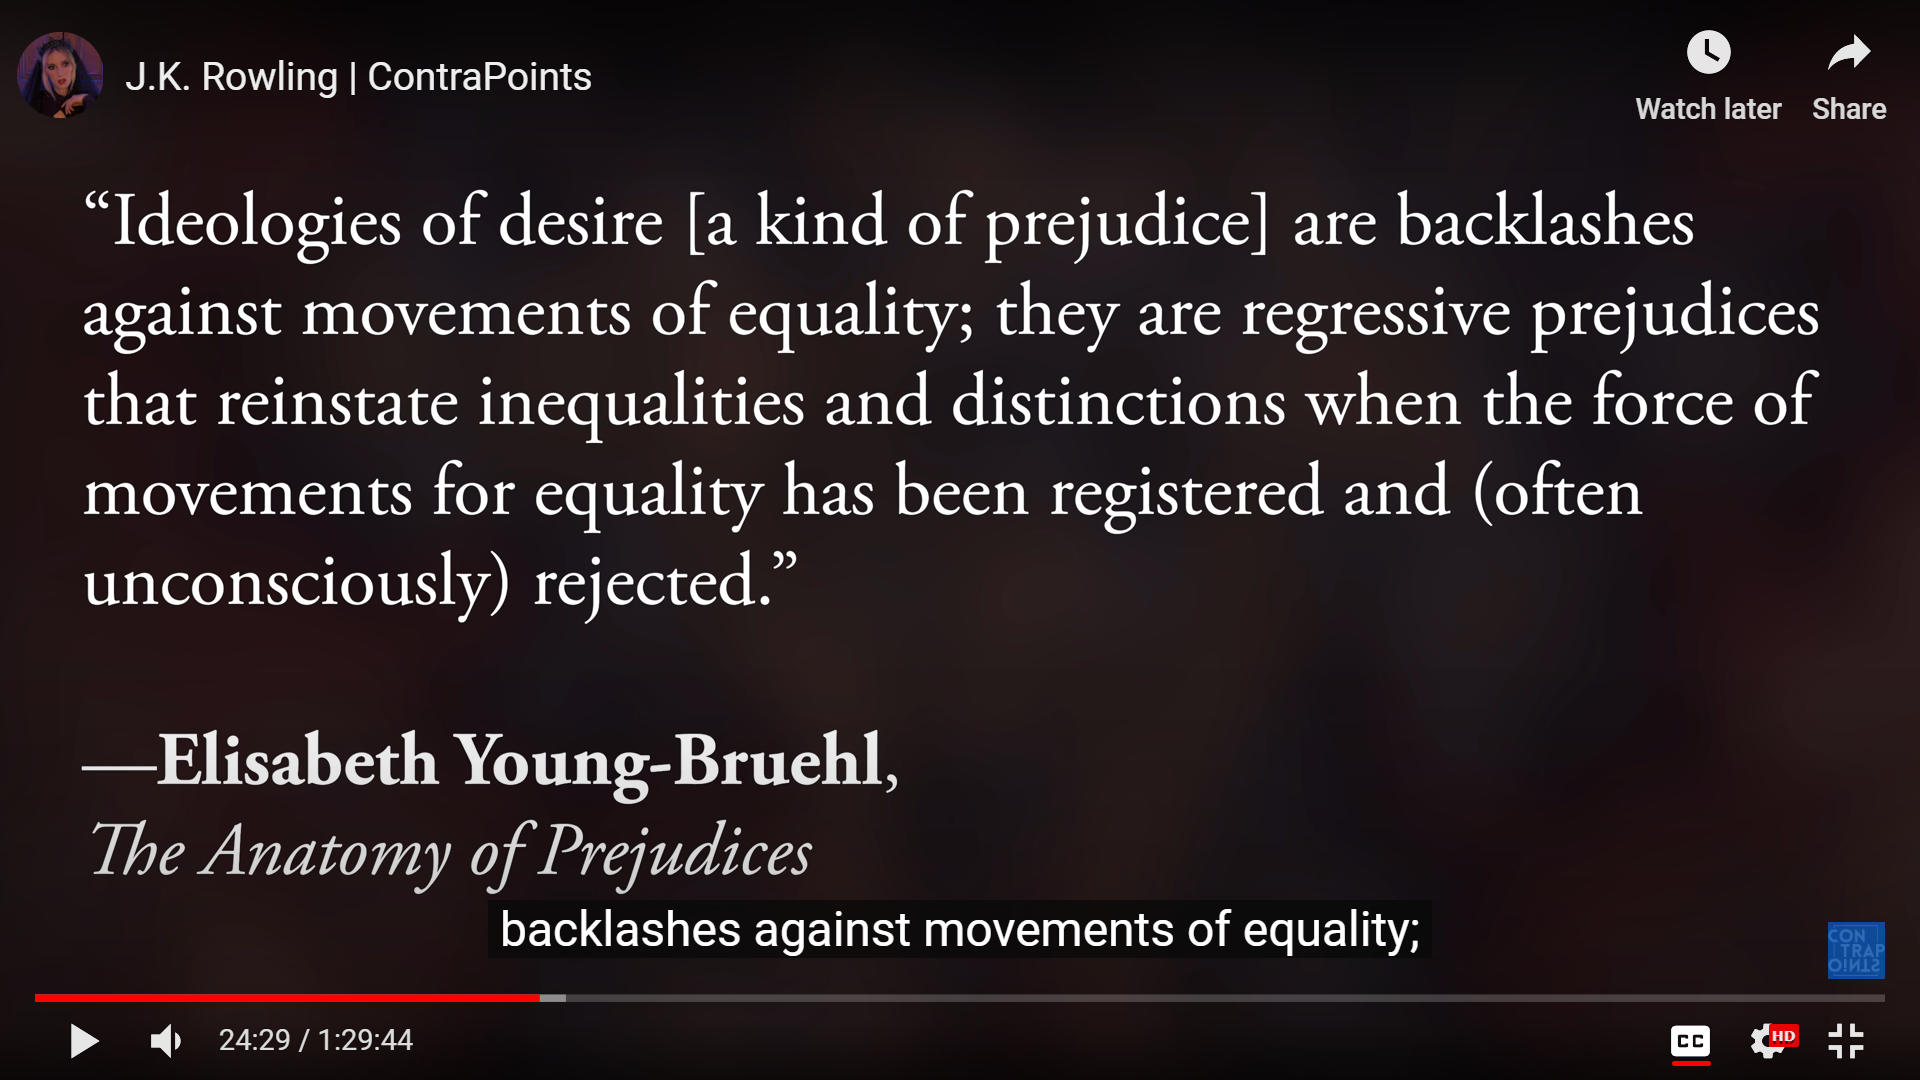 J.K. Rowling | ContraPoints
Watch later
Share
“Ideologies of desire [a kind of prejudice] are backlashes
against movements of equality; they are regressive prejudices
that reinstate inequalities and distinctions when the force of
movements for equality has been registered and (often
unconsciously) rejected.”
—Elisabeth Young-Bruehl,
The Anatomy of Prejudices
backlashes against movements of equality;
CON
TRAP
OINTS
24:29 / 1:29:44
CC
HD